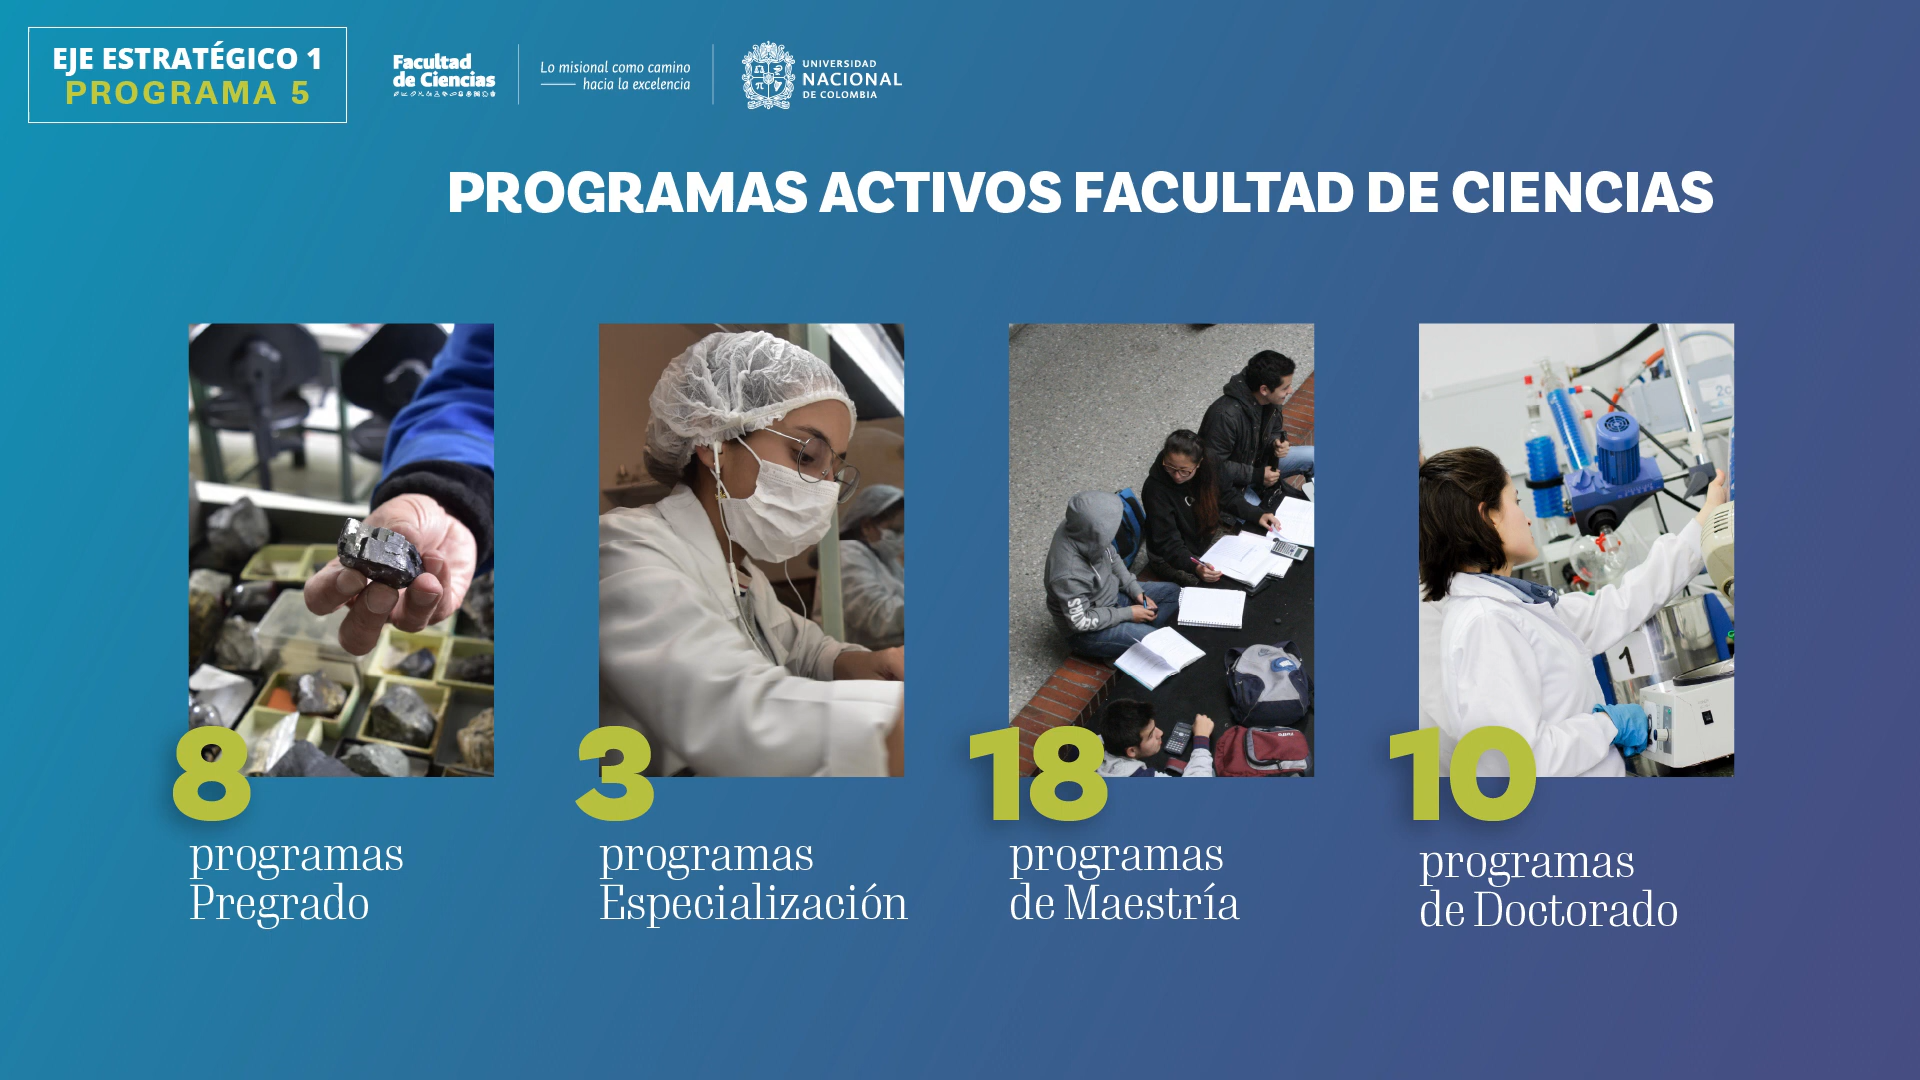 EJE ESTRATÉGICO 1
PROGRAMA 5
Facultad
de Ciencias
Lo misional como camino
hacia la excelencia
UNIVERSIDAD
NACIONAL
DE COLOMBIA
PROGRAMAS ACTIVOS FACULTAD DE CIENCIAS
8
programas
Pregrado
3
programas
Especialización
18
programas
de Maestría
10
programas
de Doctorado
1